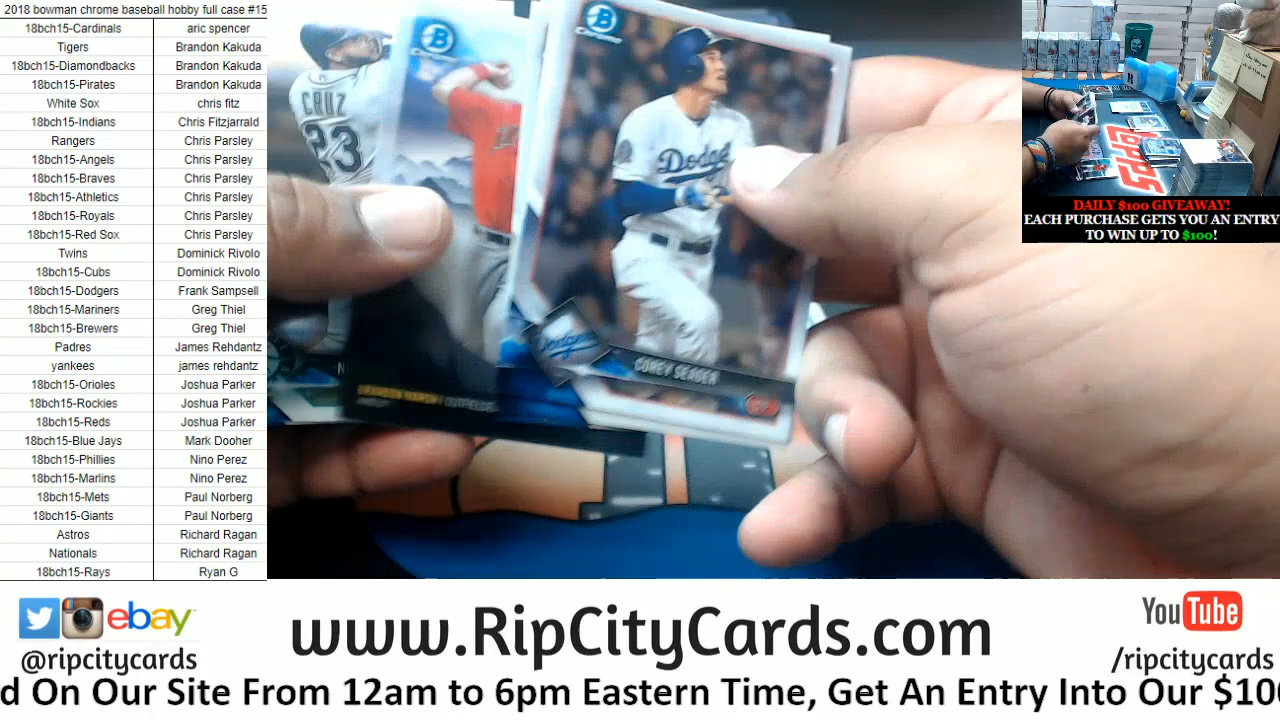 2018 bowman chrome baseball hobby full case #15
18bch15-Cardinals aric spencer
Tigers Brandon Kakuda
18bch15-Diamondbacks Brandon Kakuda
18bch15-Pirates Brandon Kakuda
White Sox chris fitz
18bch15-Indians Chris Fitzjarrald
Rangers Chris Parsley
18bch15-Angels Chris Parsley
18bch15-Braves Chris Parsley
18bch15-Athletics Chris Parsley
18bch15-Royals Chris Parsley
18bch15-Red Sox Chris Parsley
Twins Dominick Rivolo
18bch15-Cubs Dominick Rivolo
18bch15-Dodgers Frank Sampsell
18bch15-Mariners Greg Thiel
18bch15-Brewers Greg Thiel
Padres James Rehdantz
yankees james rehdantz
18bch15-Orioles Joshua Parker
18bch15-Rockies Joshua Parker
18bch15-Reds Joshua Parker
18bch15-Blue Jays Mark Dooher
18bch15-Phillies Nino Perez
18bch15-Marlins Nino Perez
18bch15-Mets Paul Norberg
18bch15-Giants Paul Norberg
Astros Richard Ragan
Nationals Richard Ragan
18bch15-Rays Ryan G
CRUZ
23
B
Chrome
BRANDON MARSH OUTFIELDER
B
Chrome
Dodgers
Dodgers
COREY SEAGER
TOPPS
DAILY $100 GIVEAWAY!
EACH PURCHASE GETS YOU AN ENTRY
TO WIN UP TO $100!
ebay
@ripcitycards
www.RipCityCards.com
YouTube
/ripcitycards
d On Our Site From 12am to 6pm Eastern Time, Get An Entry Into Our $100